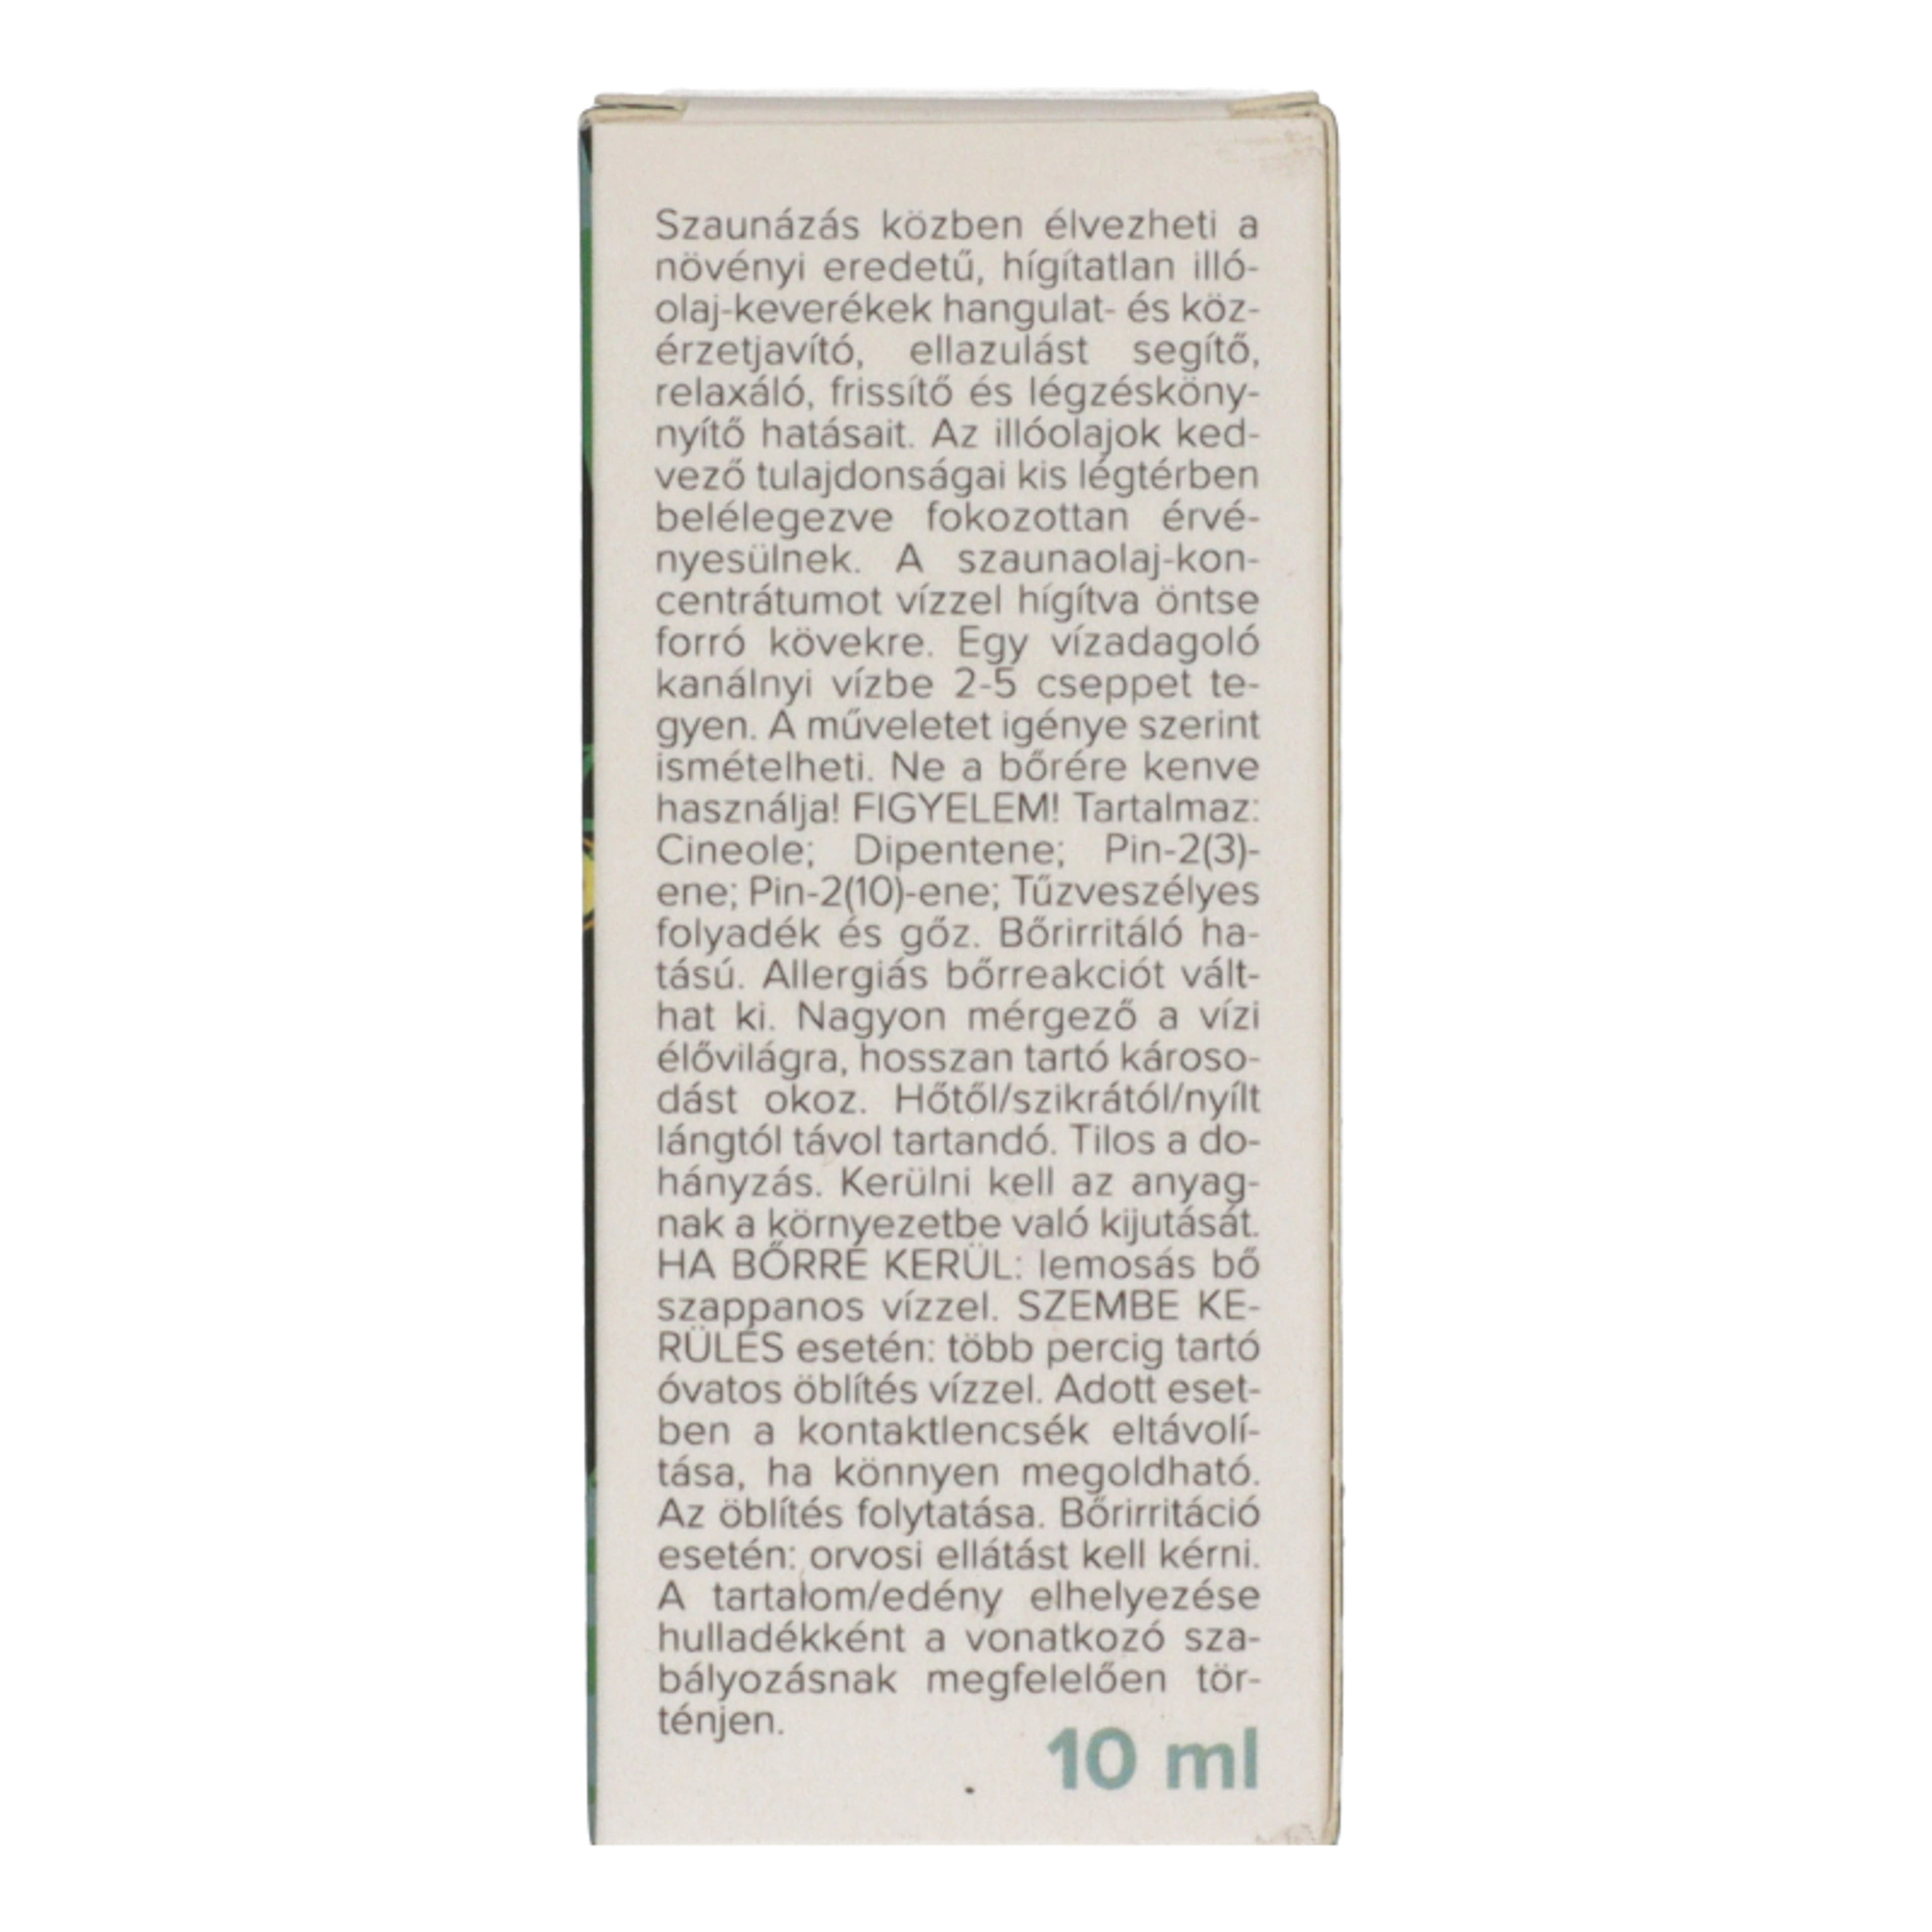 Szaunázás közben élvezheti a
növényi eredetű, hígítatlan illó-
olaj-keverékek hangulat- és köz-
érzetjavító, ellazulást segítő,
relaxáló, frissítő és légzésköny-
nyítő hatásait. Az illóolajok ked-
vező tulajdonságai kis légtérben
belélegezve fokozottan érvé-
nyesülnek. A szaunaolaj-kon-
centrátumot vízzel hígítva öntse
forró kövekre. Egy vízadagoló
kanálnyi vízbe 2-5 cseppet te-
gyen. A műveletet igénye szerint
ismételheti. Ne a bőrére kenve
használja! FIGYELEM! Tartalmaz:
Cineole; Dipentene; Pin-2(3)-
ene; Pin-2(10)-ene; Tűzveszélyes
folyadék és gőz. Bőrirritáló ha-
tású. Allergiás bőrreakciót vált-
hat ki. Nagyon mérgező a vízi
élővilágra, hosszan tartó károso-
dást okoz. Hőtől/szikrától/nyílt
lángtól távol tartandó. Tilos a do-
hányzás. Kerülni kell az anyag-
nak a környezetbe való kijutását.
HA BŐRRE KERÜL: lemosás bő
szappanos vízzel. SZEMBE KE-
RÜLÉS esetén: több percig tartó
óvatos öblítés vízzel. Adott eset-
ben a kontaktlencsék eltávolí-
tása, ha könnyen megoldható.
Az öblítés folytatása. Bőrirritáció
esetén: orvosi ellátást kell kérni.
A tartalom/edény elhelyezése
hulladékként a vonatkozó sza-
bályozásnak megfelelően tör-
ténjen.
10 ml